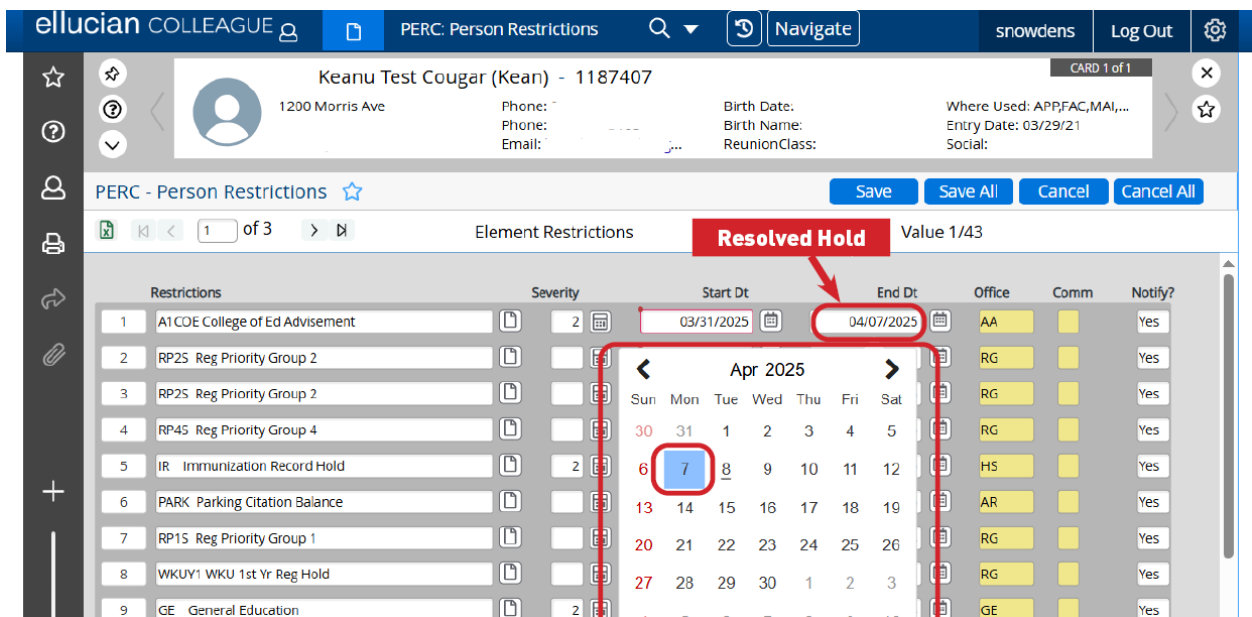 ellucian COLLEAGUE PERC: Person Restrictions Navigate snowdens Log Out
Keanu Test Cougar (Kean) - 1187407 CARD 1 of 1
1200 Morris Ave Phone: Birth Date: Where Used: APP,FAC,MAI,...
Phone: Birth Name: Entry Date: 03/29/21
Email: ... ReunionClass: Social:
PERC - Person Restrictions Save Save All Cancel Cancel All
1 of 3 Element Restrictions Resolved Hold Value 1/43
Restrictions Severity Start Dt End Dt Office Comm Notify?
1 A1COE College of Ed Advisement 2 03/31/2025 04/07/2025 AA Yes
2 RP2S Reg Priority Group 2 RG Yes
Apr 2025
3 RP2S Reg Priority Group 2 Sun Mon Tue Wed Thu Fri Sat RG Yes
4 RP4S Reg Priority Group 4 30 31 1 2 3 4 5 RG Yes
5 IR Immunization Record Hold 2 6 7 8 9 10 11 12 HS Yes
6 PARK Parking Citation Balance 13 14 15 16 17 18 19 AR Yes
7 RP1S Reg Priority Group 1 20 21 22 23 24 25 26 RG Yes
8 WKUY1 WKU 1st Yr Reg Hold 27 28 29 30 1 2 3 RG Yes
9 GE General Education 2 GE Yes